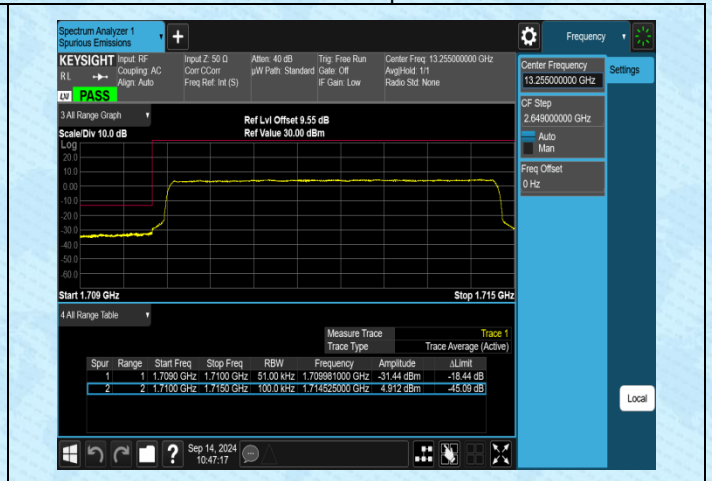 Spectrum Analyzer 1
Spurious Emissions
Frequency
KEYSIGHT
RL
Input: RF
Coupling: AC
Align: Auto
Input Z: 50 Ω
Corr CCorr
Freq Ref: Int (S)
Atten: 40 dB
µW Path: Standard
Trig: Free Run
Gate: Off
IF Gain: Low
Center Freq: 13.255000000 GHz
Avg|Hold: 1/1
Radio Std: None
LXI PASS
Center Frequency
13.255000000 GHz
Settings
CF Step
2.649000000 GHz
Auto
Man
Freq Offset
0 Hz
3 All Range Graph
Scale/Div 10.0 dB
Ref Lvl Offset 9.55 dB
Ref Value 30.00 dBm
Log
20.0
10.0
0.00
-10.0
-20.0
-30.0
-40.0
-50.0
-60.0
Start 1.709 GHz
Stop 1.715 GHz
4 All Range Table
Measure Trace Trace 1
Trace Type Trace Average (Active)
Spur Range Start Freq Stop Freq RBW Frequency Amplitude ΔLimit
1 1 1.7090 GHz 1.7100 GHz 51.00 kHz 1.709981000 GHz -31.44 dBm -18.44 dB
2 2 1.7100 GHz 1.7150 GHz 100.0 kHz 1.714525000 GHz 4.912 dBm -45.09 dB
Local
?
Sep 14, 2024
10:47:17